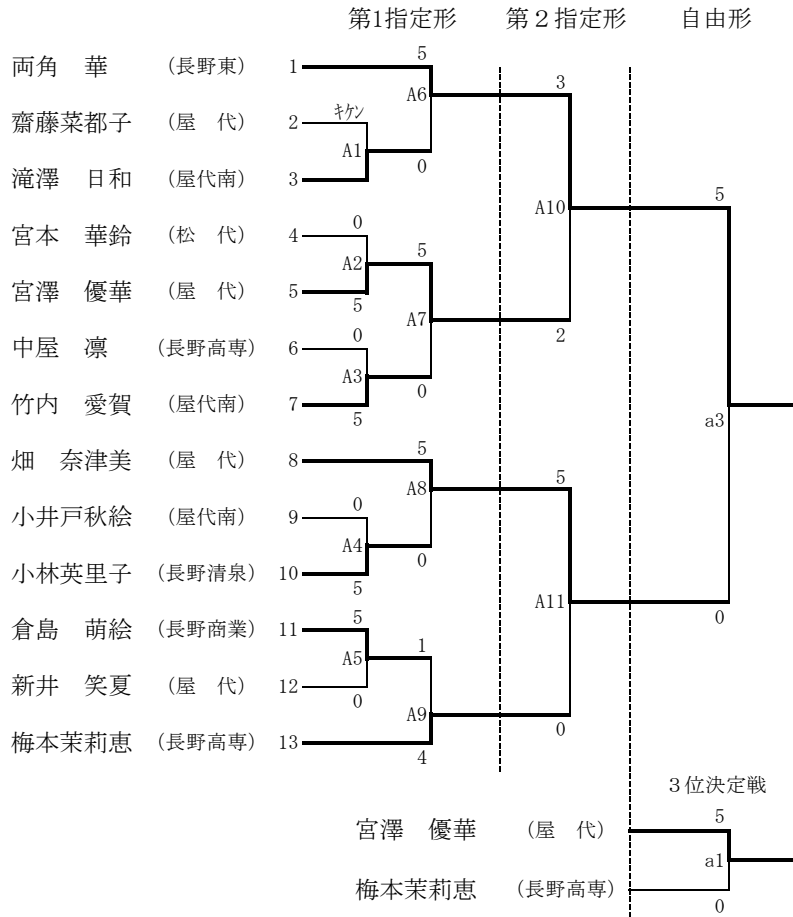 第1指定形 第２指定形 自由形
5
両角　華 (長野東) 1
A6 3
齋藤菜都子 (屋　代) 2 キケン
A1
0
滝澤　日和 (屋代南) 3
A10 5
宮本　華鈴 (松　代) 4 0
5
A2
宮澤　優華 (屋　代) 5
5 A7
2
中屋　凛 (長野高専) 6 0
A3
0
竹内　愛賀 (屋代南) 7
5
a3
畑　奈津美 (屋　代) 8 5
A8 5
小井戸秋絵 (屋代南) 9 0
A4
0
小林英里子 (長野清泉) 10
5
A11
0
倉島　萌絵 (長野商業) 11 5
1
A5
新井　笑夏 (屋　代) 12
0
A9
0
梅本茉莉恵 (長野高専) 13
4
３位決定戦
5
宮澤　優華 (屋　代)
a1
梅本茉莉恵 (長野高専)
0